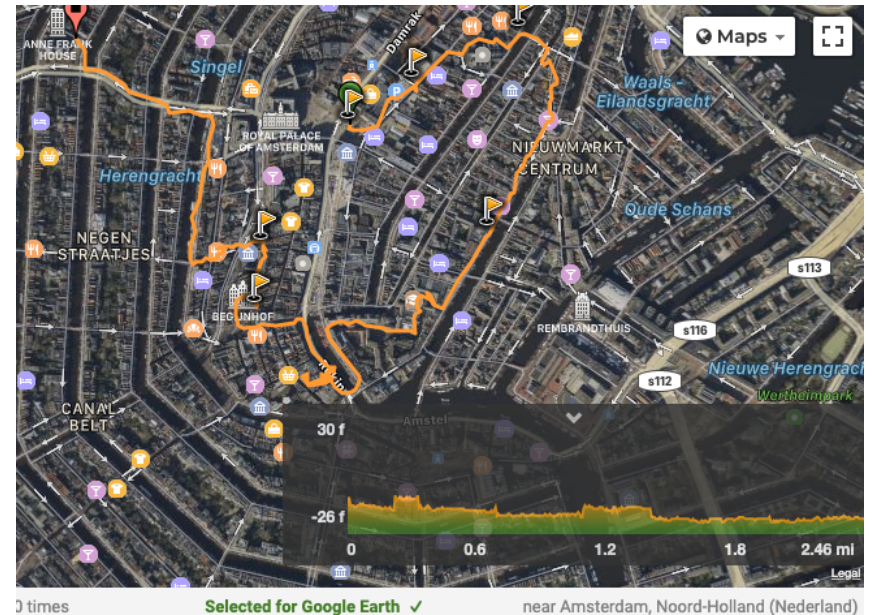 Maps
ANNE FRANK
HOUSE
Singel
Damrak
Waals -
Eilandsgracht
ROYAL PALACE
OF AMSTERDAM
NIEUWMARKT
CENTRUM
Herengracht
Oude Schans
NEGEN
STRAATJES
s113
BEGIJNHOF
REMBRANDTHUIS
s116
Nieuwe Herengrach
s112
Wertheimpark
CANAL
BELT
Amstel
30 f
-26 f
0 0.6 1.2 1.8 2.46 mi
Legal
0 times Selected for Google Earth ✓ near Amsterdam, Noord-Holland (Nederland)